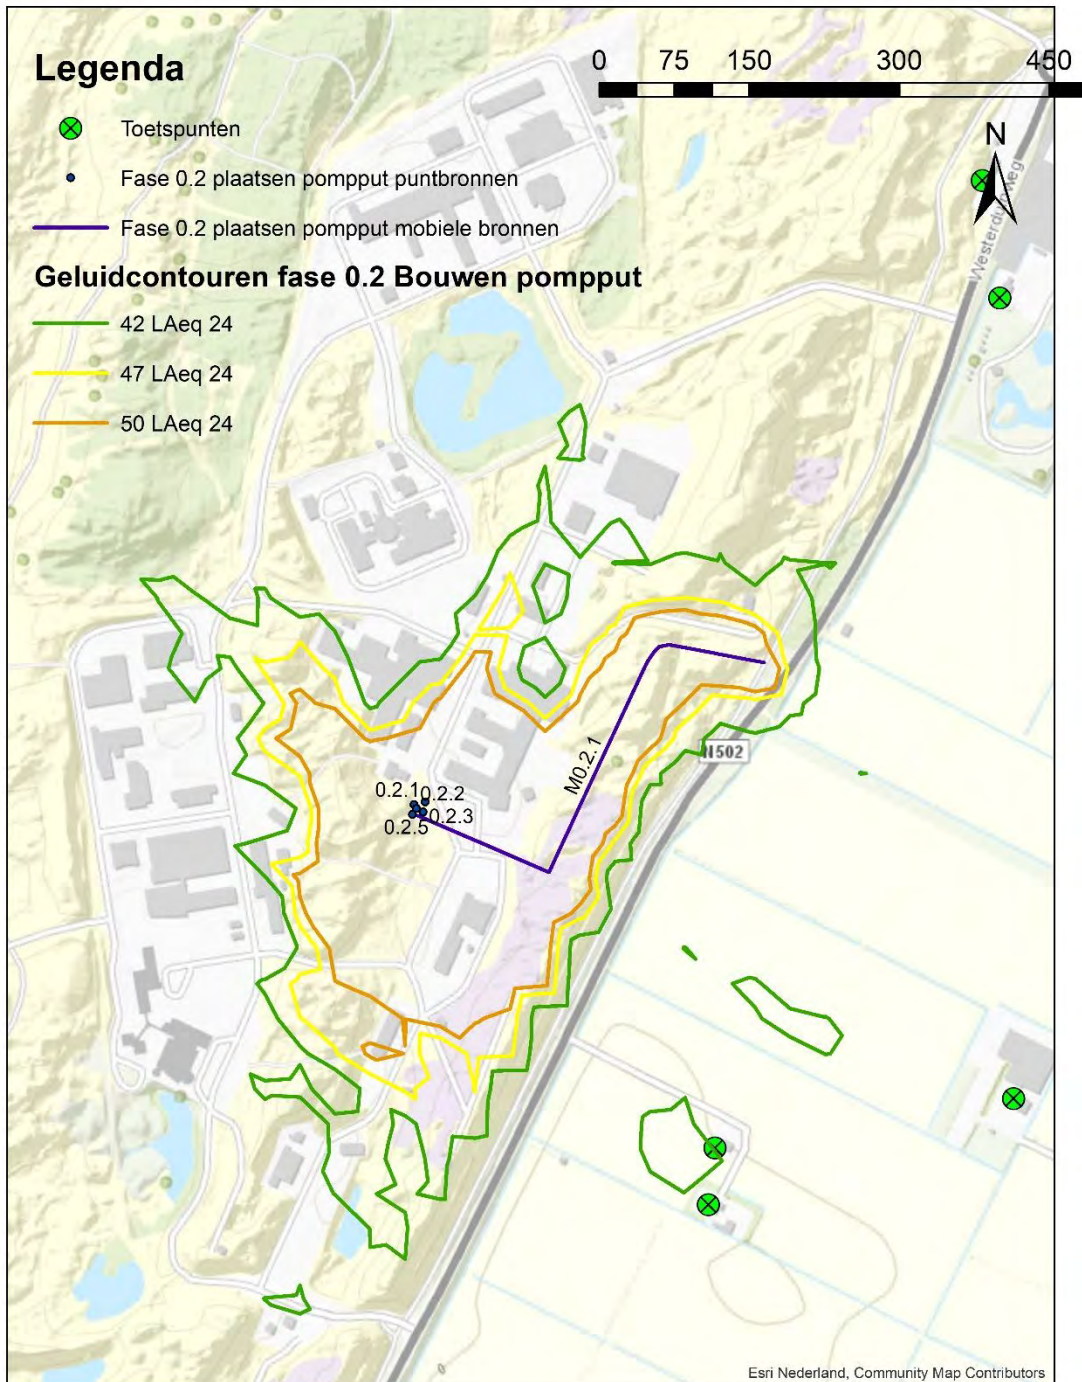 Legenda
0 75 150 300 450
Toetspunten
Fase 0.2 plaatsen pompput puntbronnen
Fase 0.2 plaatsen pompput mobiele bronnen
N
Westerduinweg
Geluidcontouren fase 0.2 Bouwen pompput
42 LAeq 24
47 LAeq 24
50 LAeq 24
N502
M0.2.1
0.2.1 0.2.2
0.2.3
0.2.5
Esri Nederland, Community Map Contributors